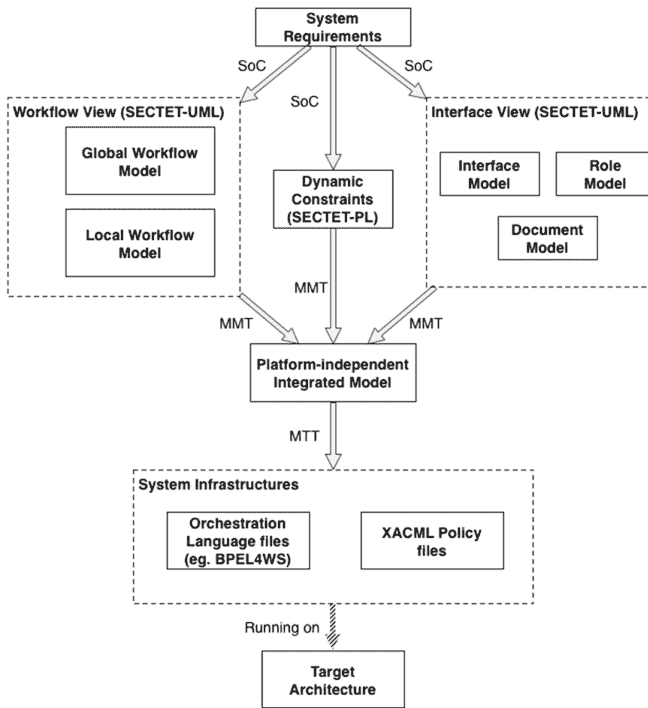 System
Requirements
SoC
SoC
SoC
Workflow View (SECTET-UML)
Global Workflow
Model
Local Workflow
Model
Dynamic
Constraints
(SECTET-PL)
Interface View (SECTET-UML)
Interface
Model
Role
Model
Document
Model
MMT
MMT
MMT
Platform-independent
Integrated Model
MTT
System Infrastructures
Orchestration
Language files
(eg. BPEL4WS)
XACML Policy
files
Running on
Target
Architecture